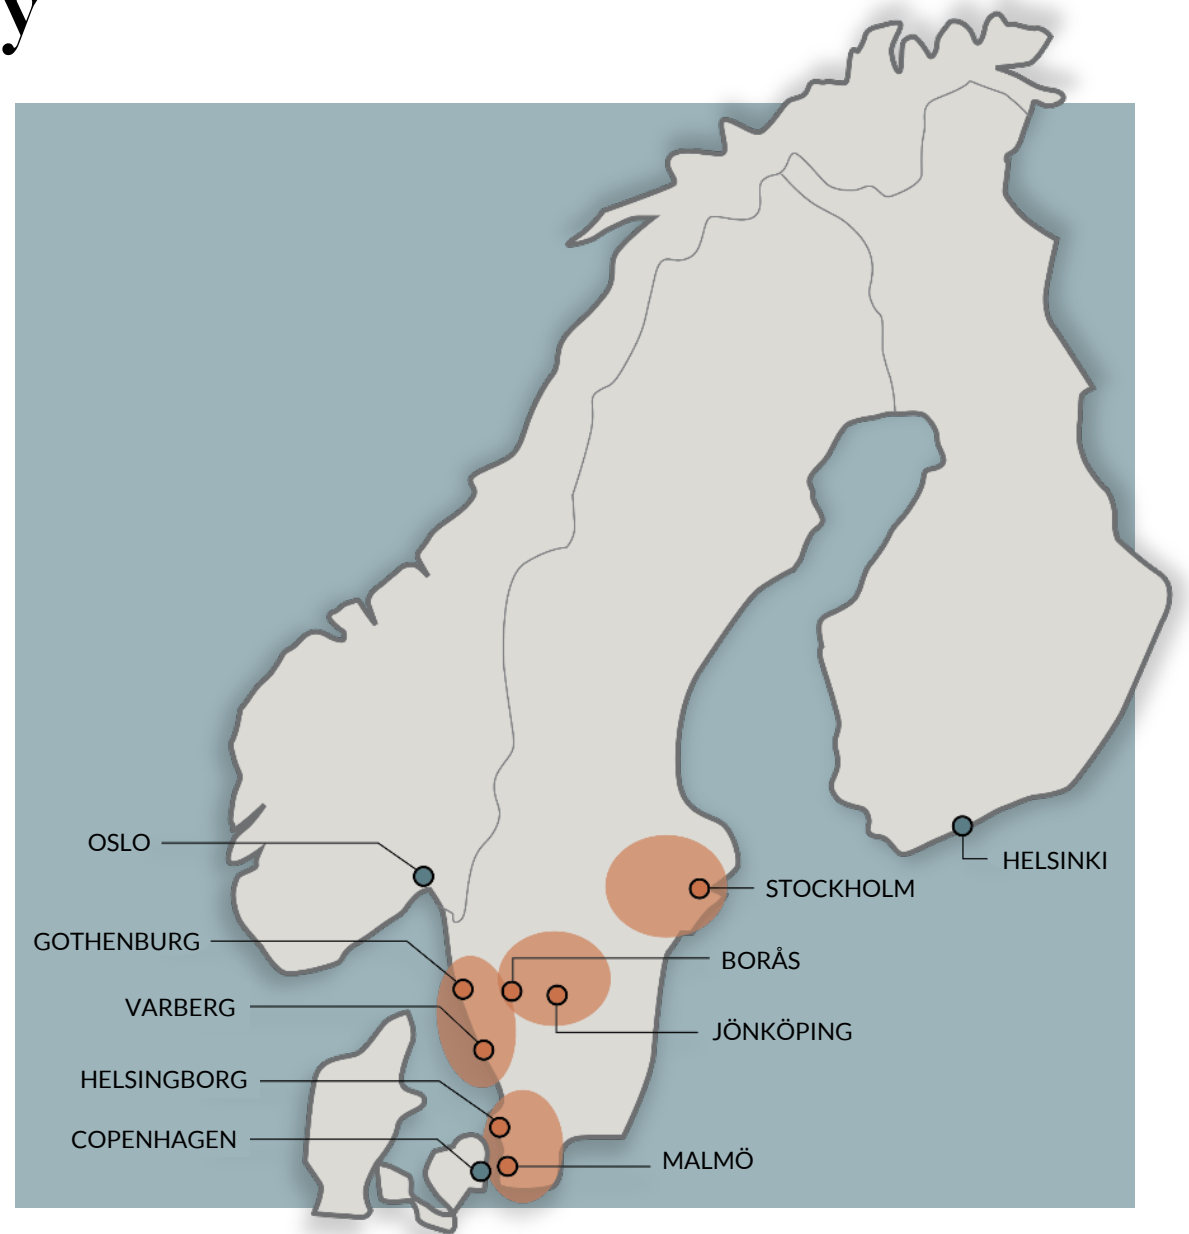 y
OSLO
HELSINKI
STOCKHOLM
GOTHENBURG
BORÅS
VARBERG
JÖNKÖPING
HELSINGBORG
COPENHAGEN
MALMÖ